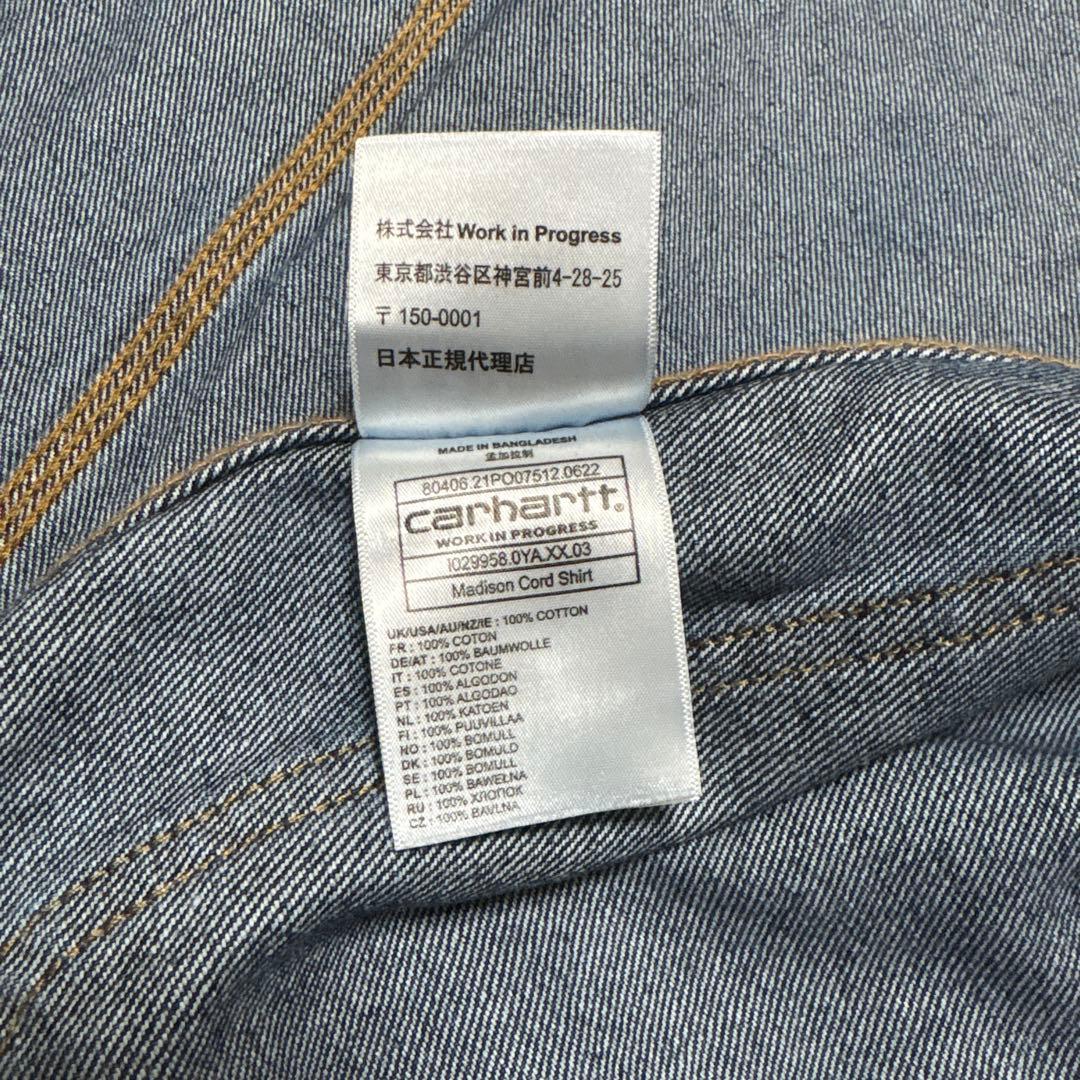 株式会社Work in Progress
東京都渋谷区神宮前4-28-25
〒150-0001
日本正規代理店
MADE IN BANGLADESH
孟加拉制
80406.21PO07512.0622
carhartt.
WORK IN PROGRESS
I029958.0YA.XX.03
Madison Cord Shirt
UK/USA/AU/NZ/IE : 100% COTTON
FR : 100% COTON
DE/AT : 100% BAUMWOLLE
IT : 100% COTONE
ES : 100% ALGODON
PT : 100% ALGODAO
NL : 100% KATOEN
FI : 100% PUUVILLAA
NO : 100% BOMULL
DK : 100% BOMULD
SE : 100% BOMULL
PL : 100% BAWEŁNA
RU : 100% ХЛОПОК
CZ : 100% BAVLNA